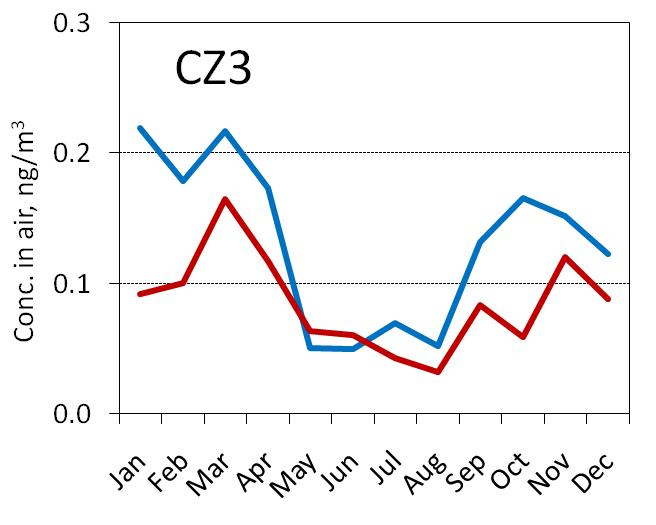 CZ3
Conc. in air, ng/m³
0.3
0.2
0.1
0.0
Jan
Feb
Mar
Apr
May
Jun
Jul
Aug
Sep
Oct
Nov
Dec